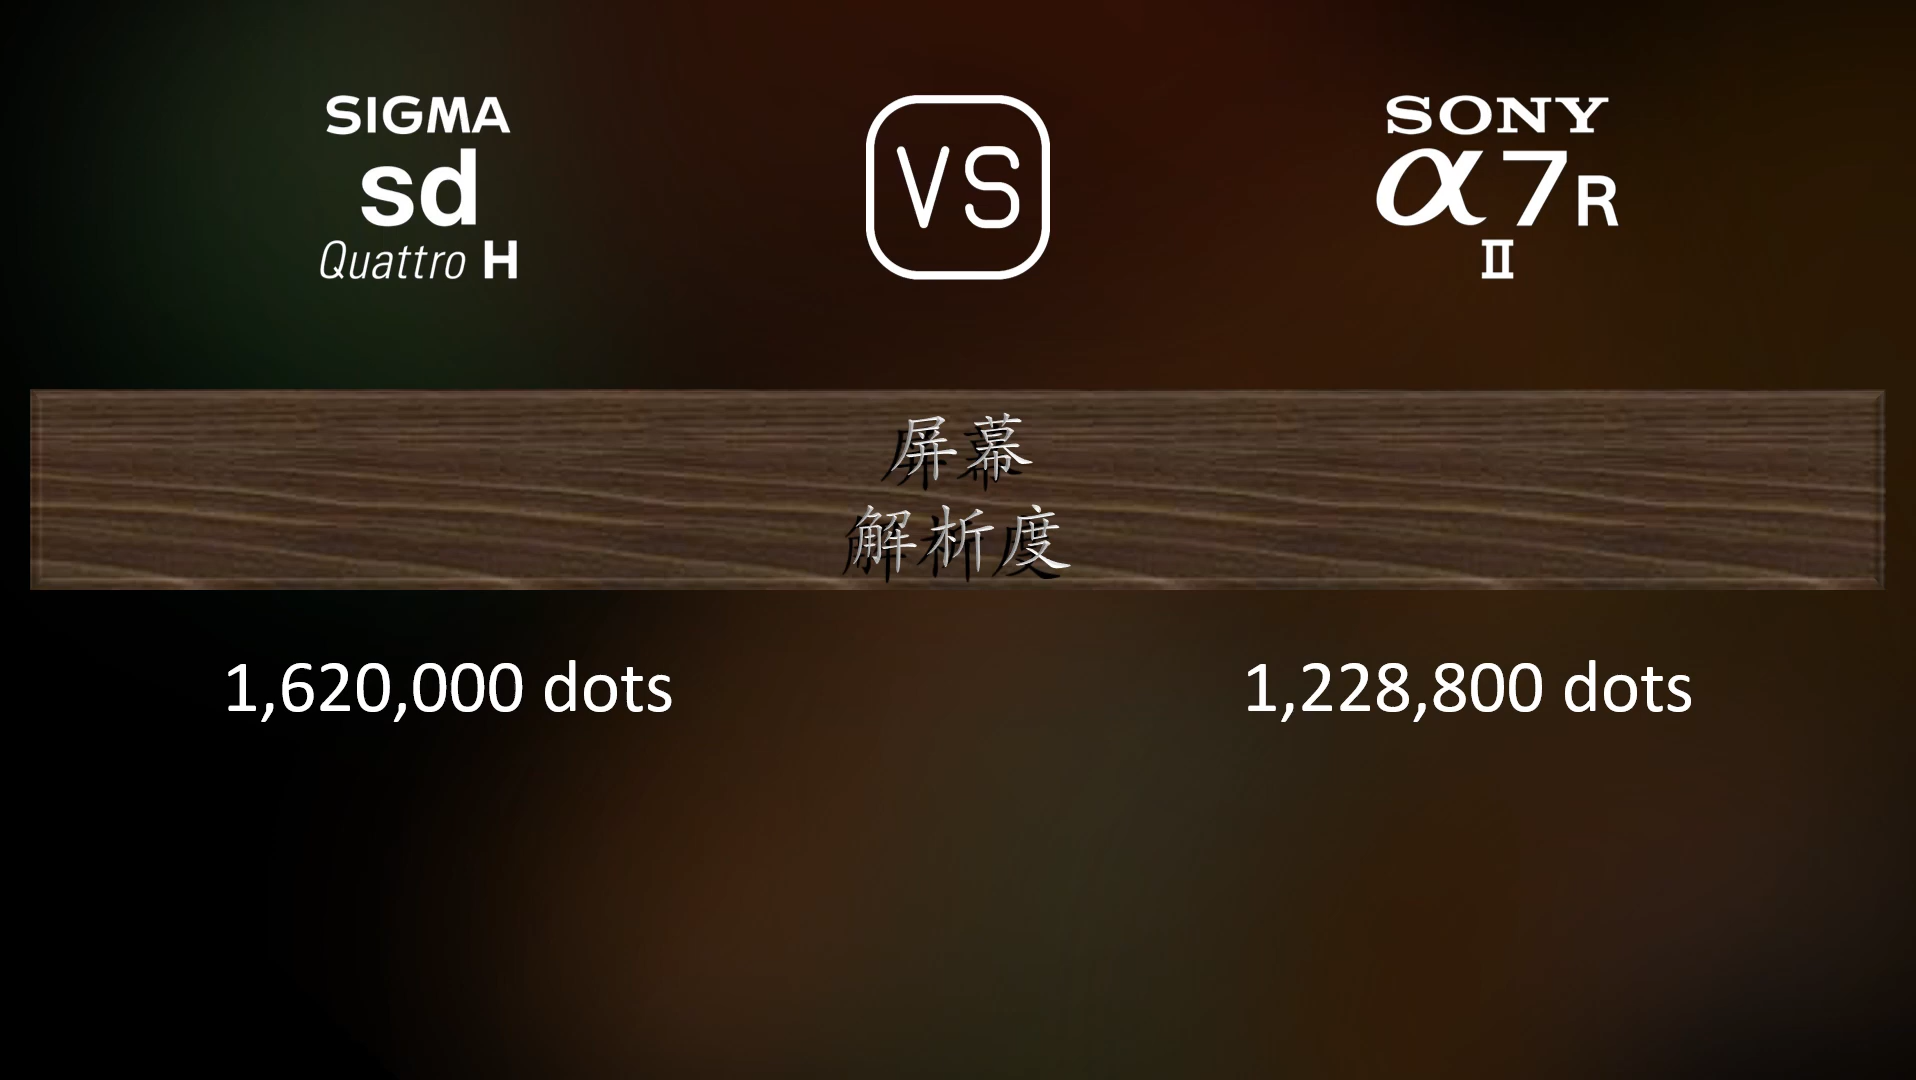 SIGMA
sd
Quattro H
VS
SONY
α7R
II
屏幕
解析度
1,620,000 dots
1,228,800 dots